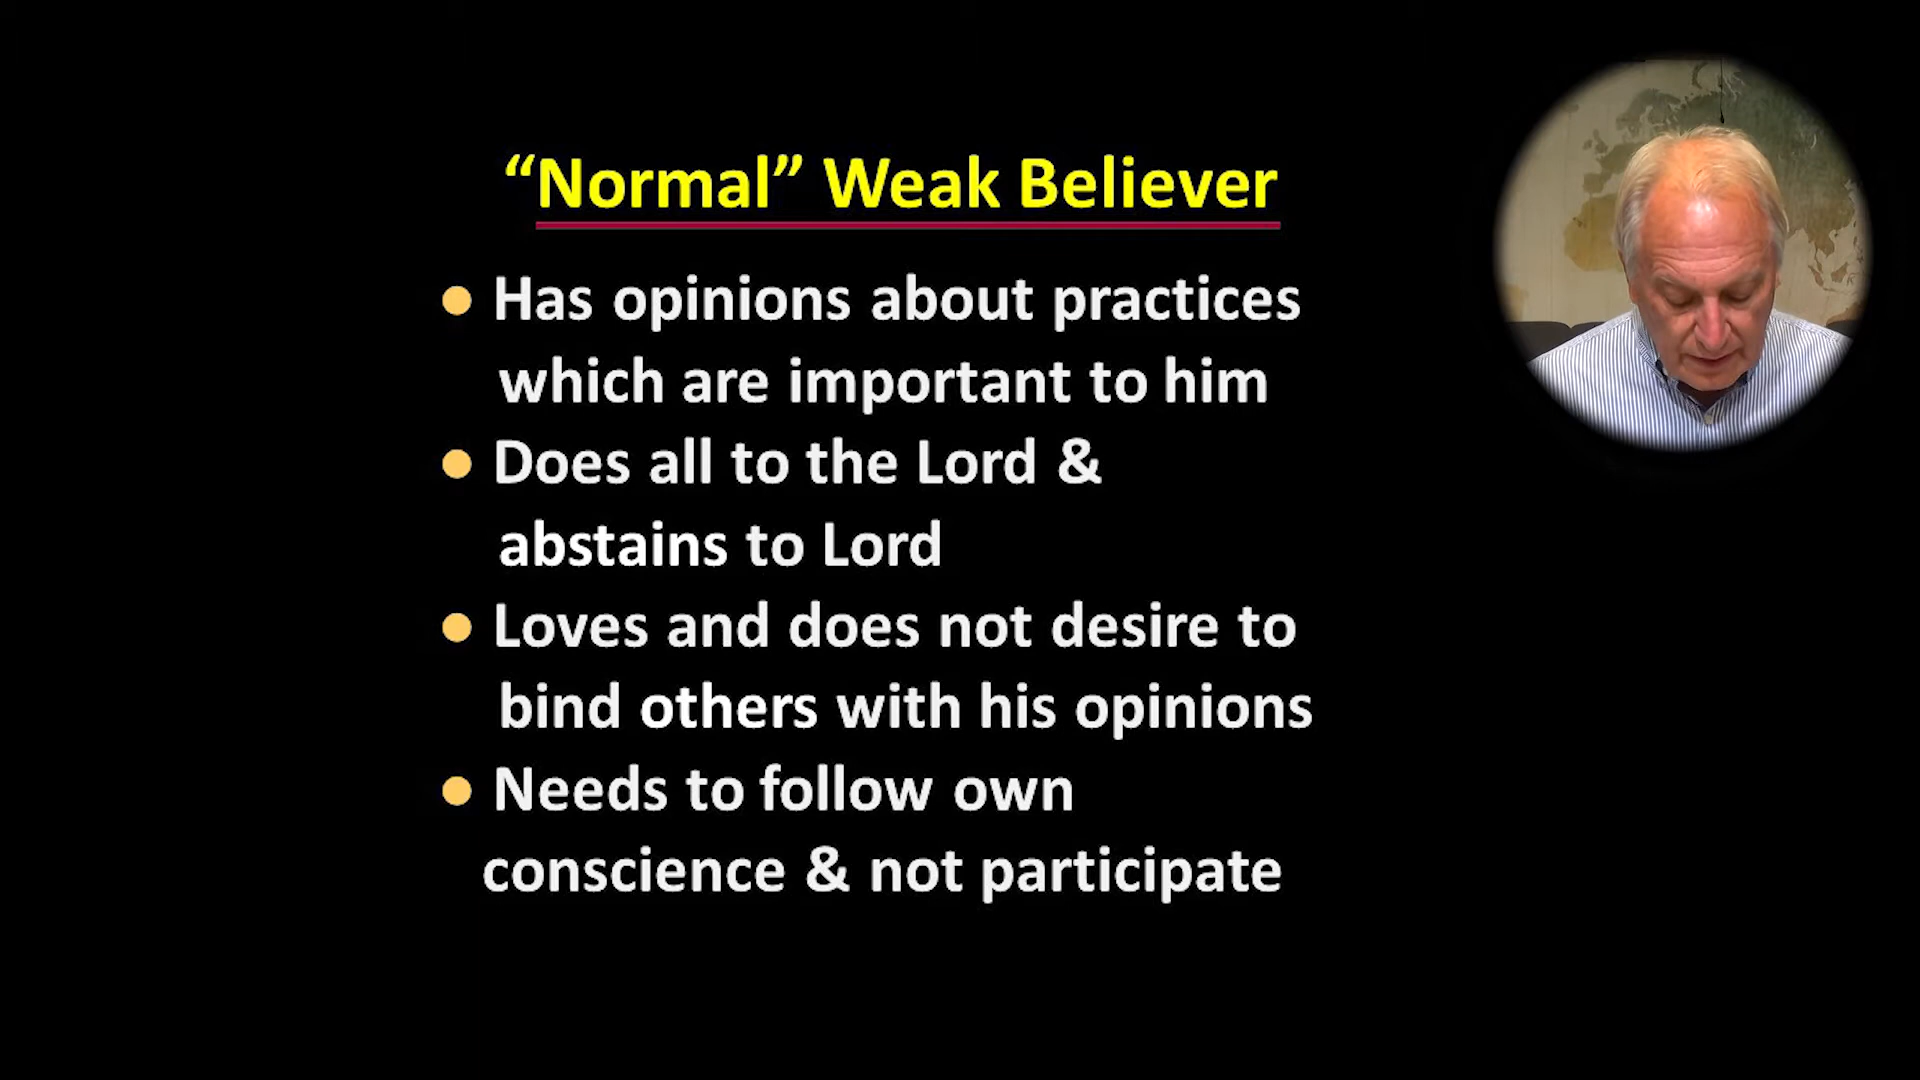 “Normal” Weak Believer
● Has opinions about practices
which are important to him
● Does all to the Lord &
abstains to Lord
● Loves and does not desire to
bind others with his opinions
● Needs to follow own
conscience & not participate